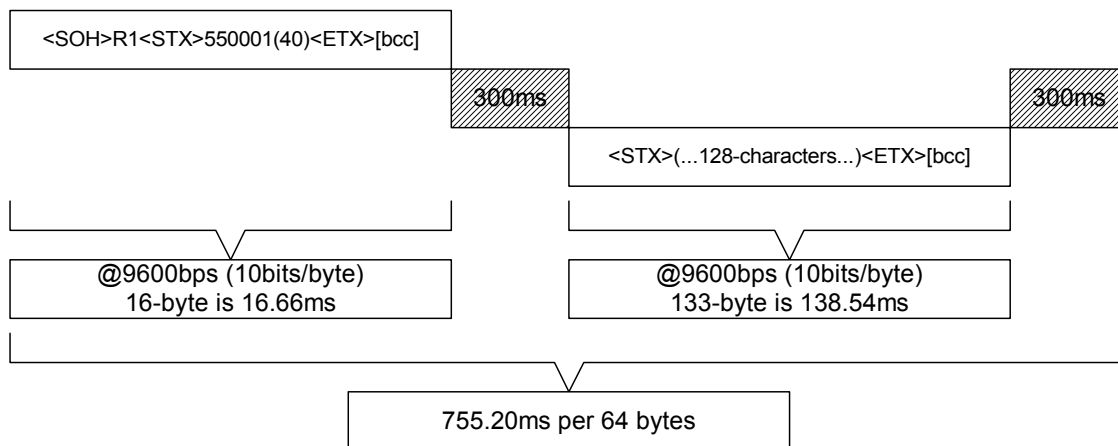 <SOH>R1<STX>550001(40)<ETX>[bcc]
300ms
300ms
<STX>(...128-characters...)<ETX>[bcc]
@9600bps (10bits/byte)
16-byte is 16.66ms
@9600bps (10bits/byte)
133-byte is 138.54ms
755.20ms per 64 bytes